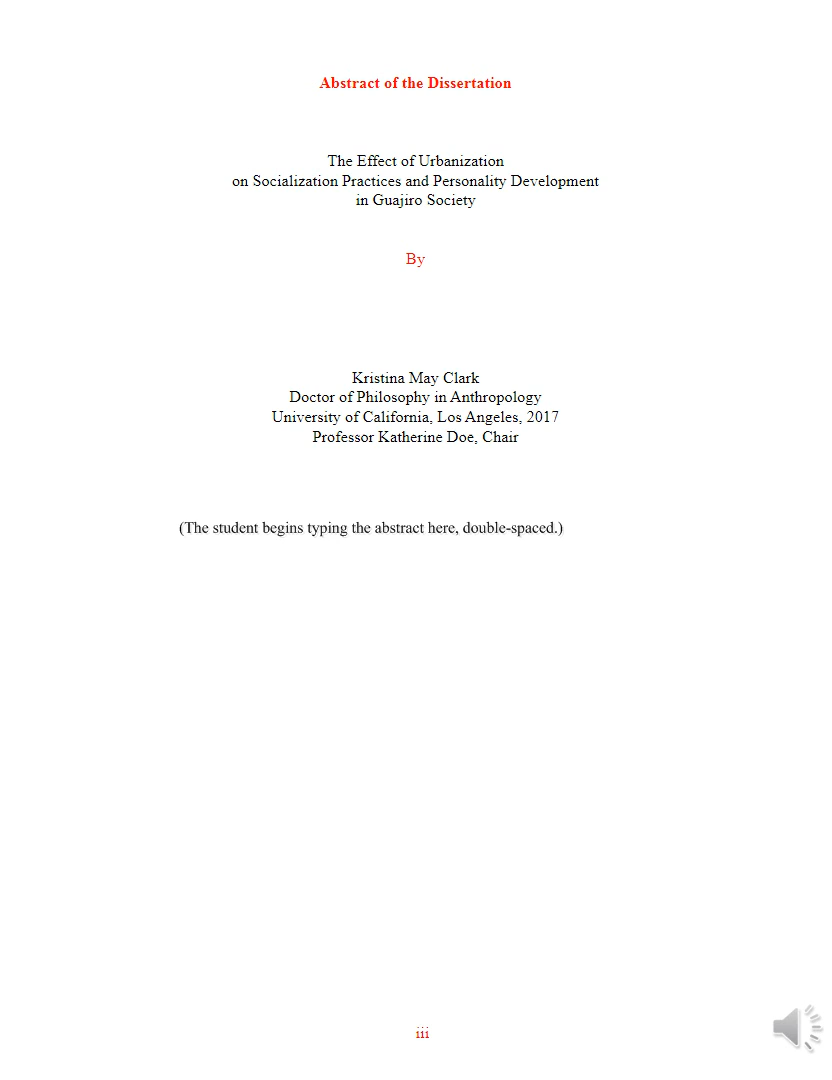 Abstract of the Dissertation
The Effect of Urbanization
on Socialization Practices and Personality Development
in Guajiro Society
By
Kristina May Clark
Doctor of Philosophy in Anthropology
University of California, Los Angeles, 2017
Professor Katherine Doe, Chair
(The student begins typing the abstract here, double-spaced.)
iii